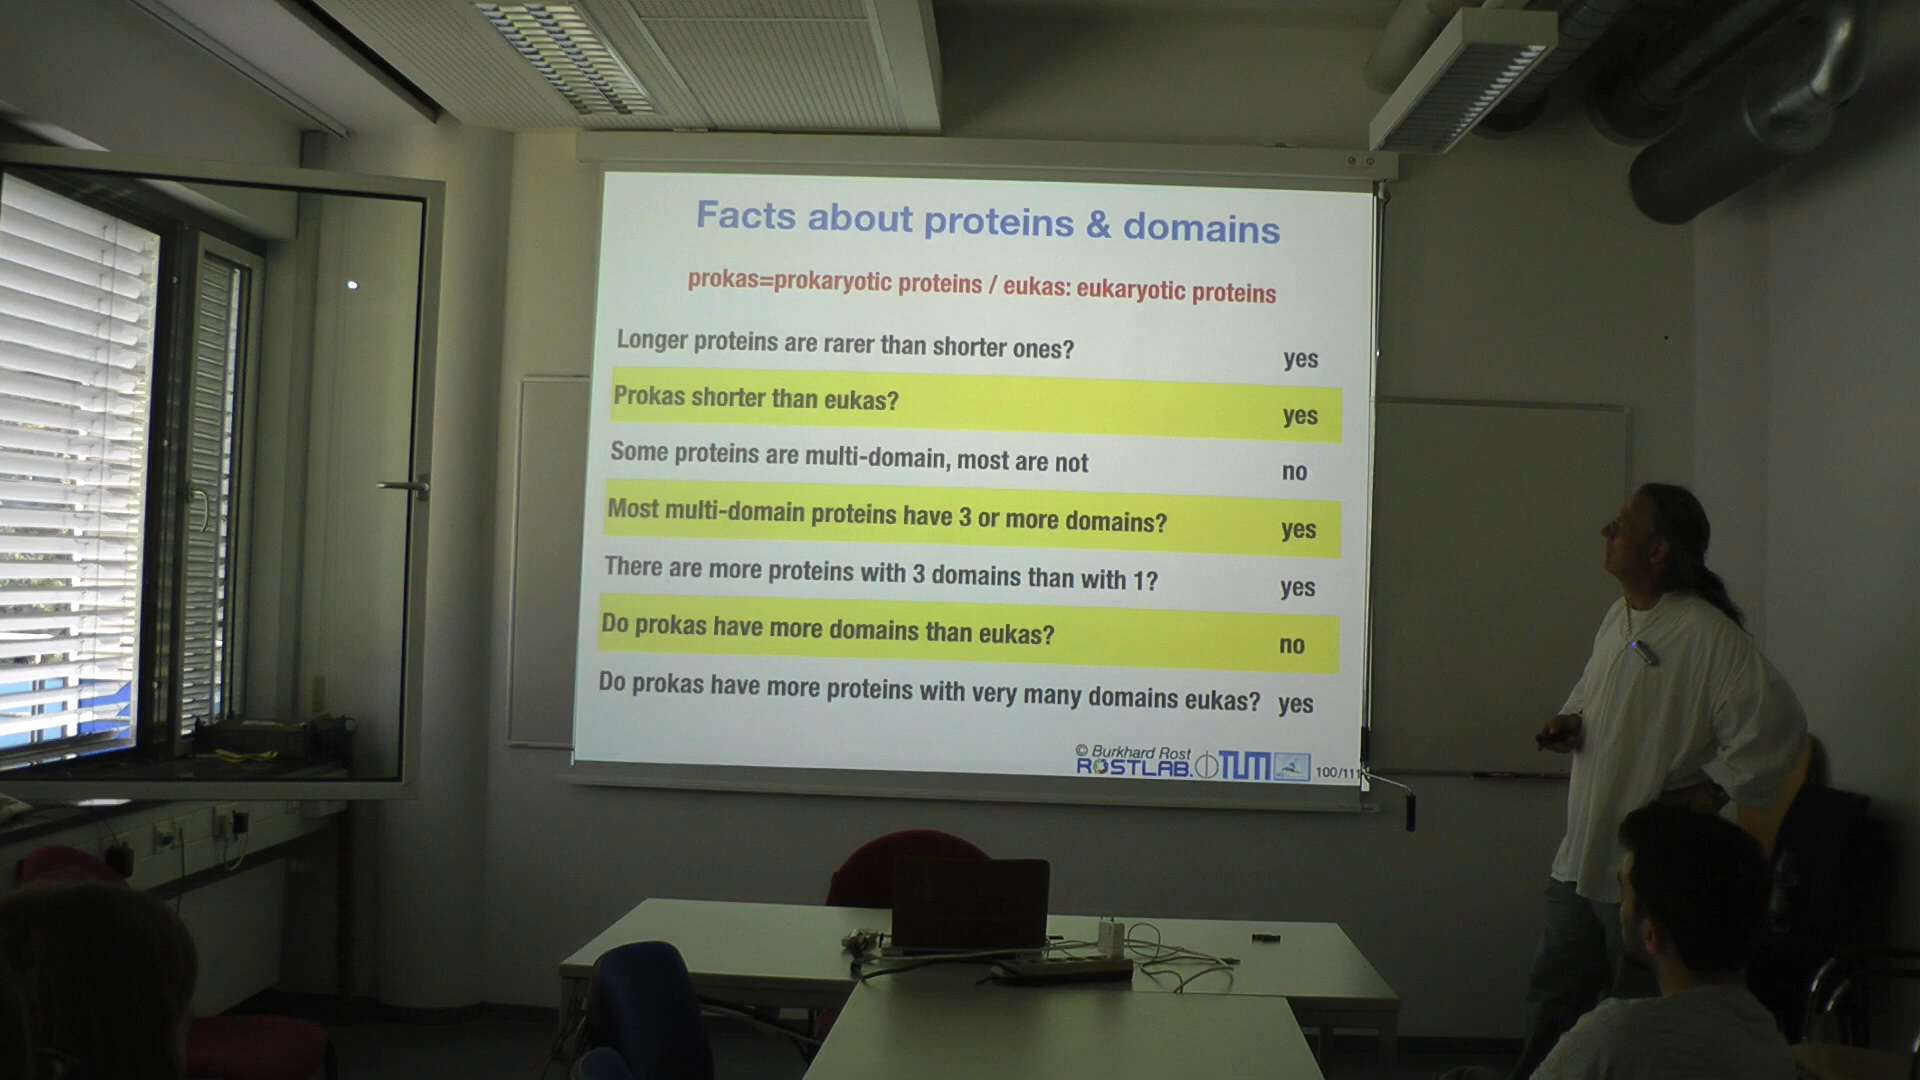 Facts about proteins & domains
prokas=prokaryotic proteins / eukas: eukaryotic proteins
Longer proteins are rarer than shorter ones? yes
Prokas shorter than eukas? yes
Some proteins are multi-domain, most are not no
Most multi-domain proteins have 3 or more domains? yes
There are more proteins with 3 domains than with 1? yes
Do prokas have more domains than eukas? no
Do prokas have more proteins with very many domains eukas? yes
© Burkhard Rost
ROSTLAB. TUM 100/111